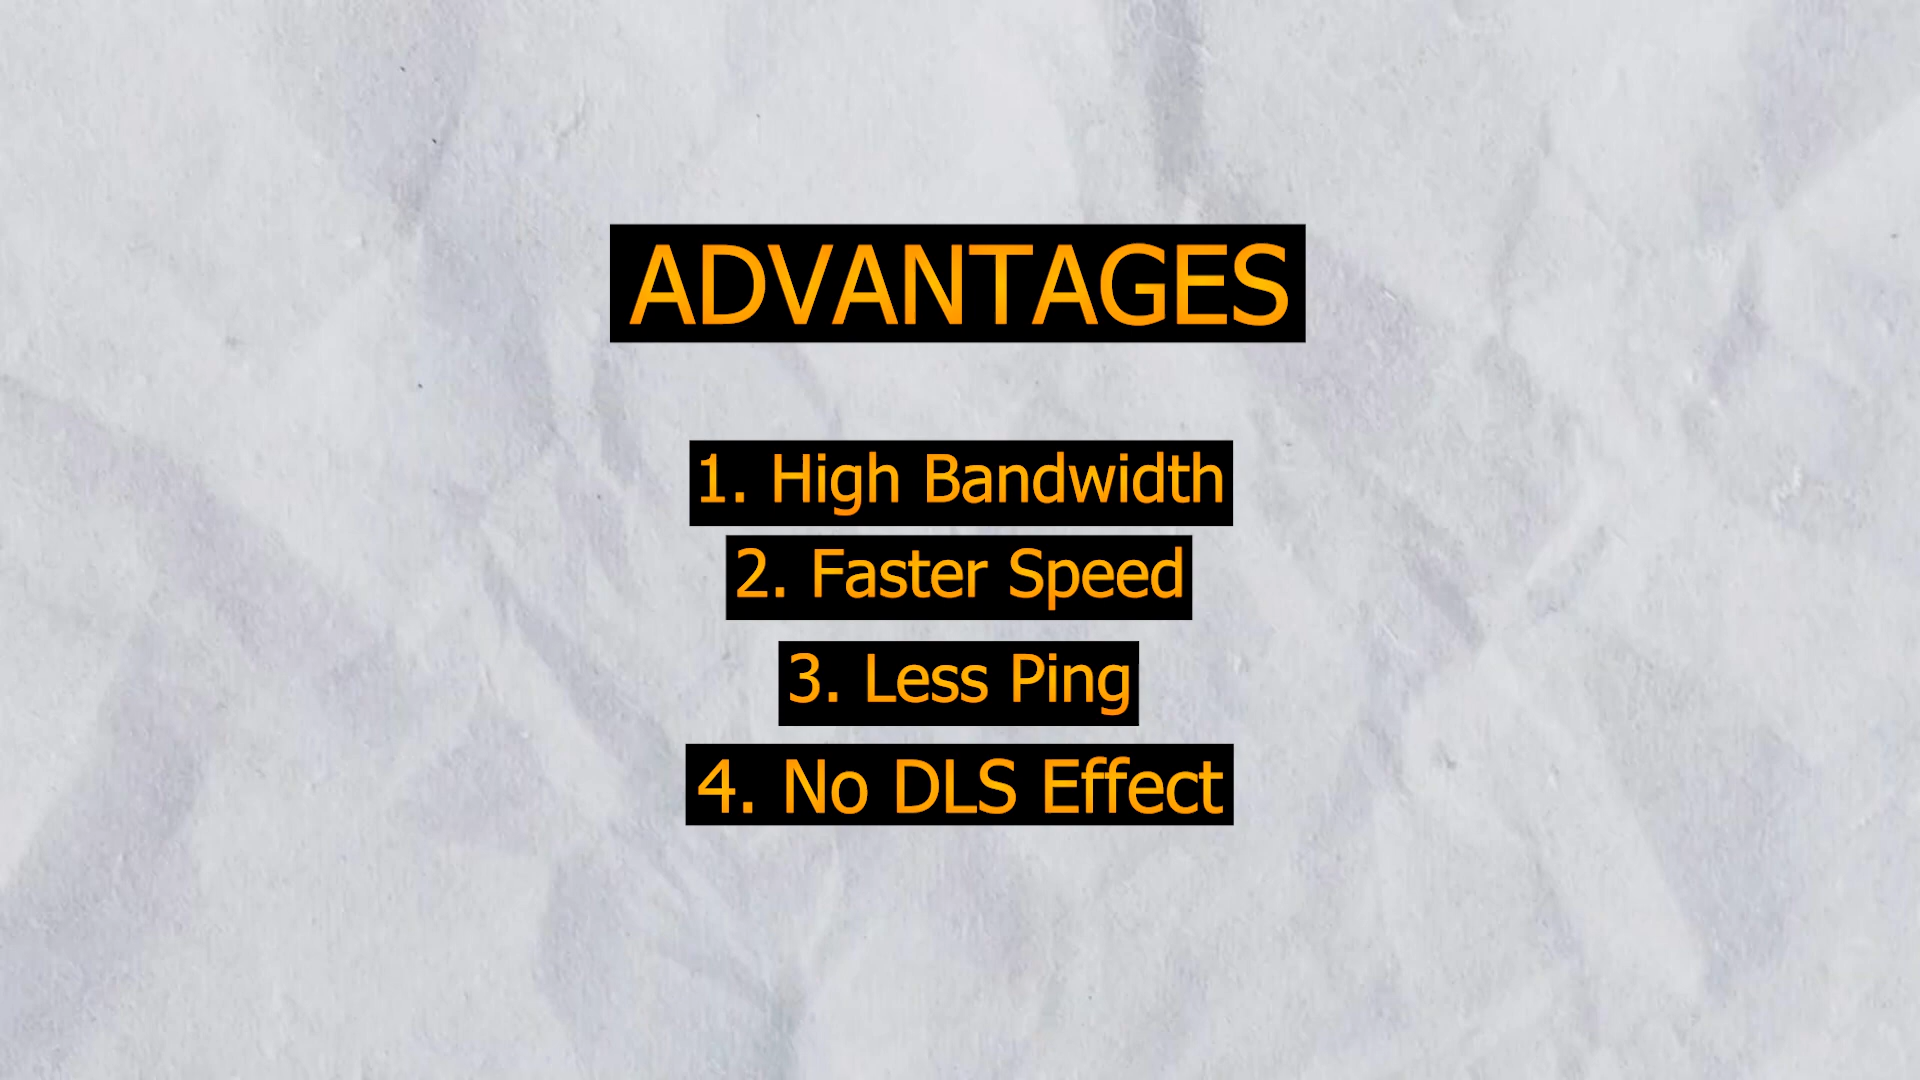 ADVANTAGES
1. High Bandwidth
2. Faster Speed
3. Less Ping
4. No DLS Effect